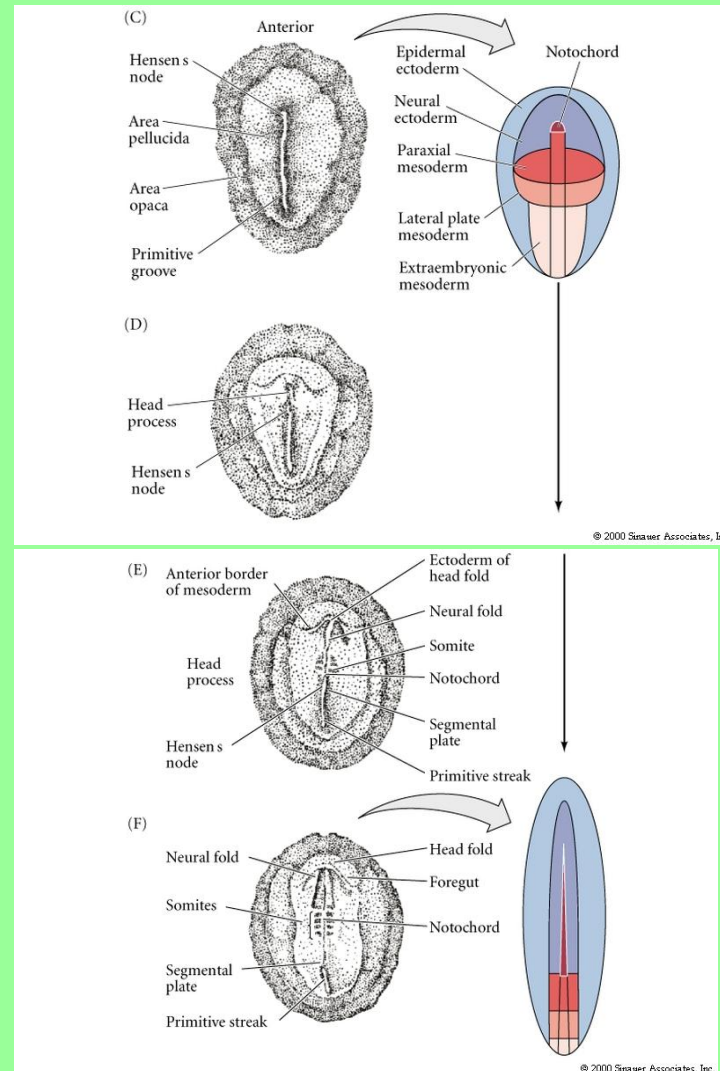 (C)
Anterior
Hensen s
node
Area
pellucida
Area
opaca
Primitive
groove
Epidermal
ectoderm
Notochord
Neural
ectoderm
Paraxial
mesoderm
Lateral plate
mesoderm
Extraembryonic
mesoderm
(D)
Head
process
Hensen s
node
© 2000 Sinauer Associates, In
(E)
Anterior border
of mesoderm
Head
process
Hensen s
node
Ectoderm of
head fold
Neural fold
Somite
Notochord
Segmental
plate
Primitive streak
(F)
Neural fold
Somites
Segmental
plate
Primitive streak
Head fold
Foregut
Notochord
© 2000 Sinauer Associates, Inc